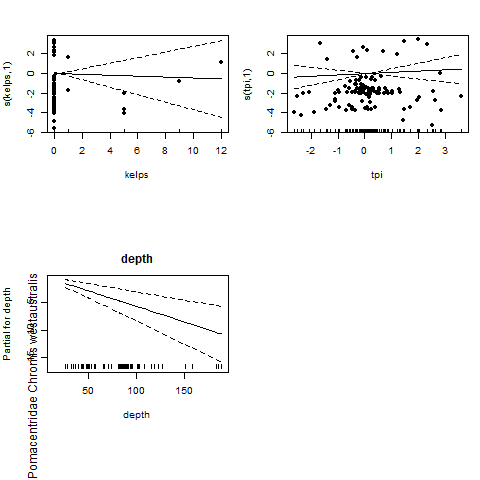 s(kelps,1)
2
0
-2
-4
-6
0 2 4 6 8 10 12
kelps
s(tpi,1)
2
0
-2
-4
-6
-2 -1 0 1 2 3
tpi
depth
Partial for depth
50 100 150
depth
Pomacentridae Chromis westaustralis